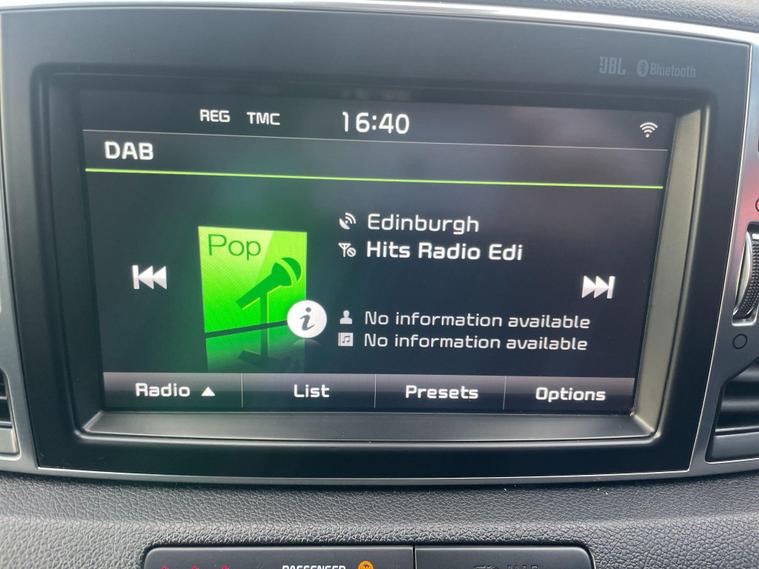 JBL Bluetooth
REG TMC 16:40
DAB
Pop
Edinburgh
Hits Radio Edi
i
No information available
No information available
Radio List Presets Options
PASSENGER